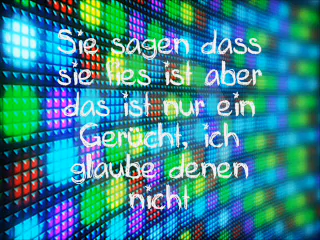 Sie sagen dass
sie fies ist aber
das ist nur ein
Gerücht, ich
glaube denen
nicht